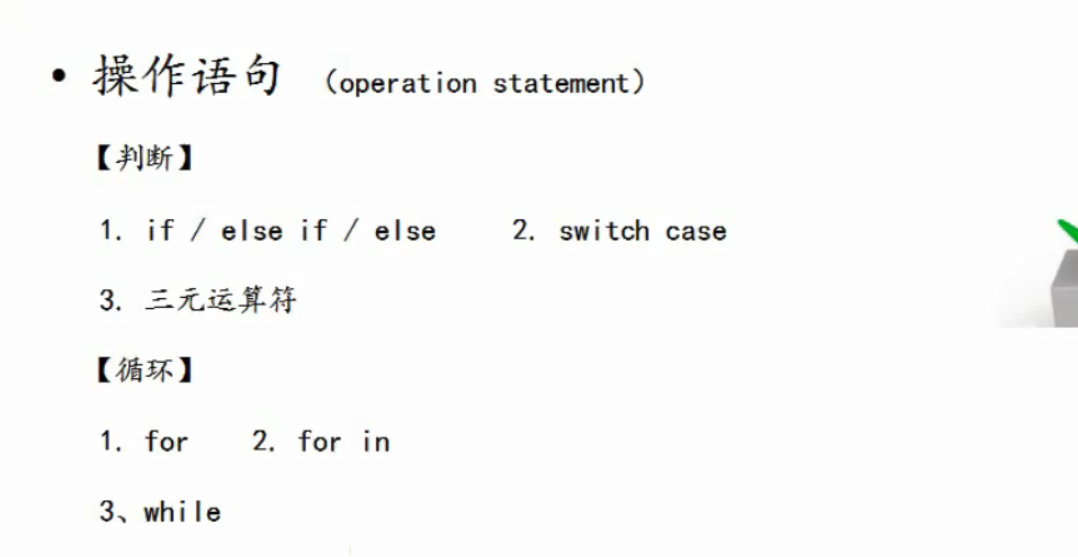 • 操作语句 （operation statement）
【判断】
1. if / else if / else 2. switch case
3. 三元运算符
【循环】
1. for 2. for in
3、while